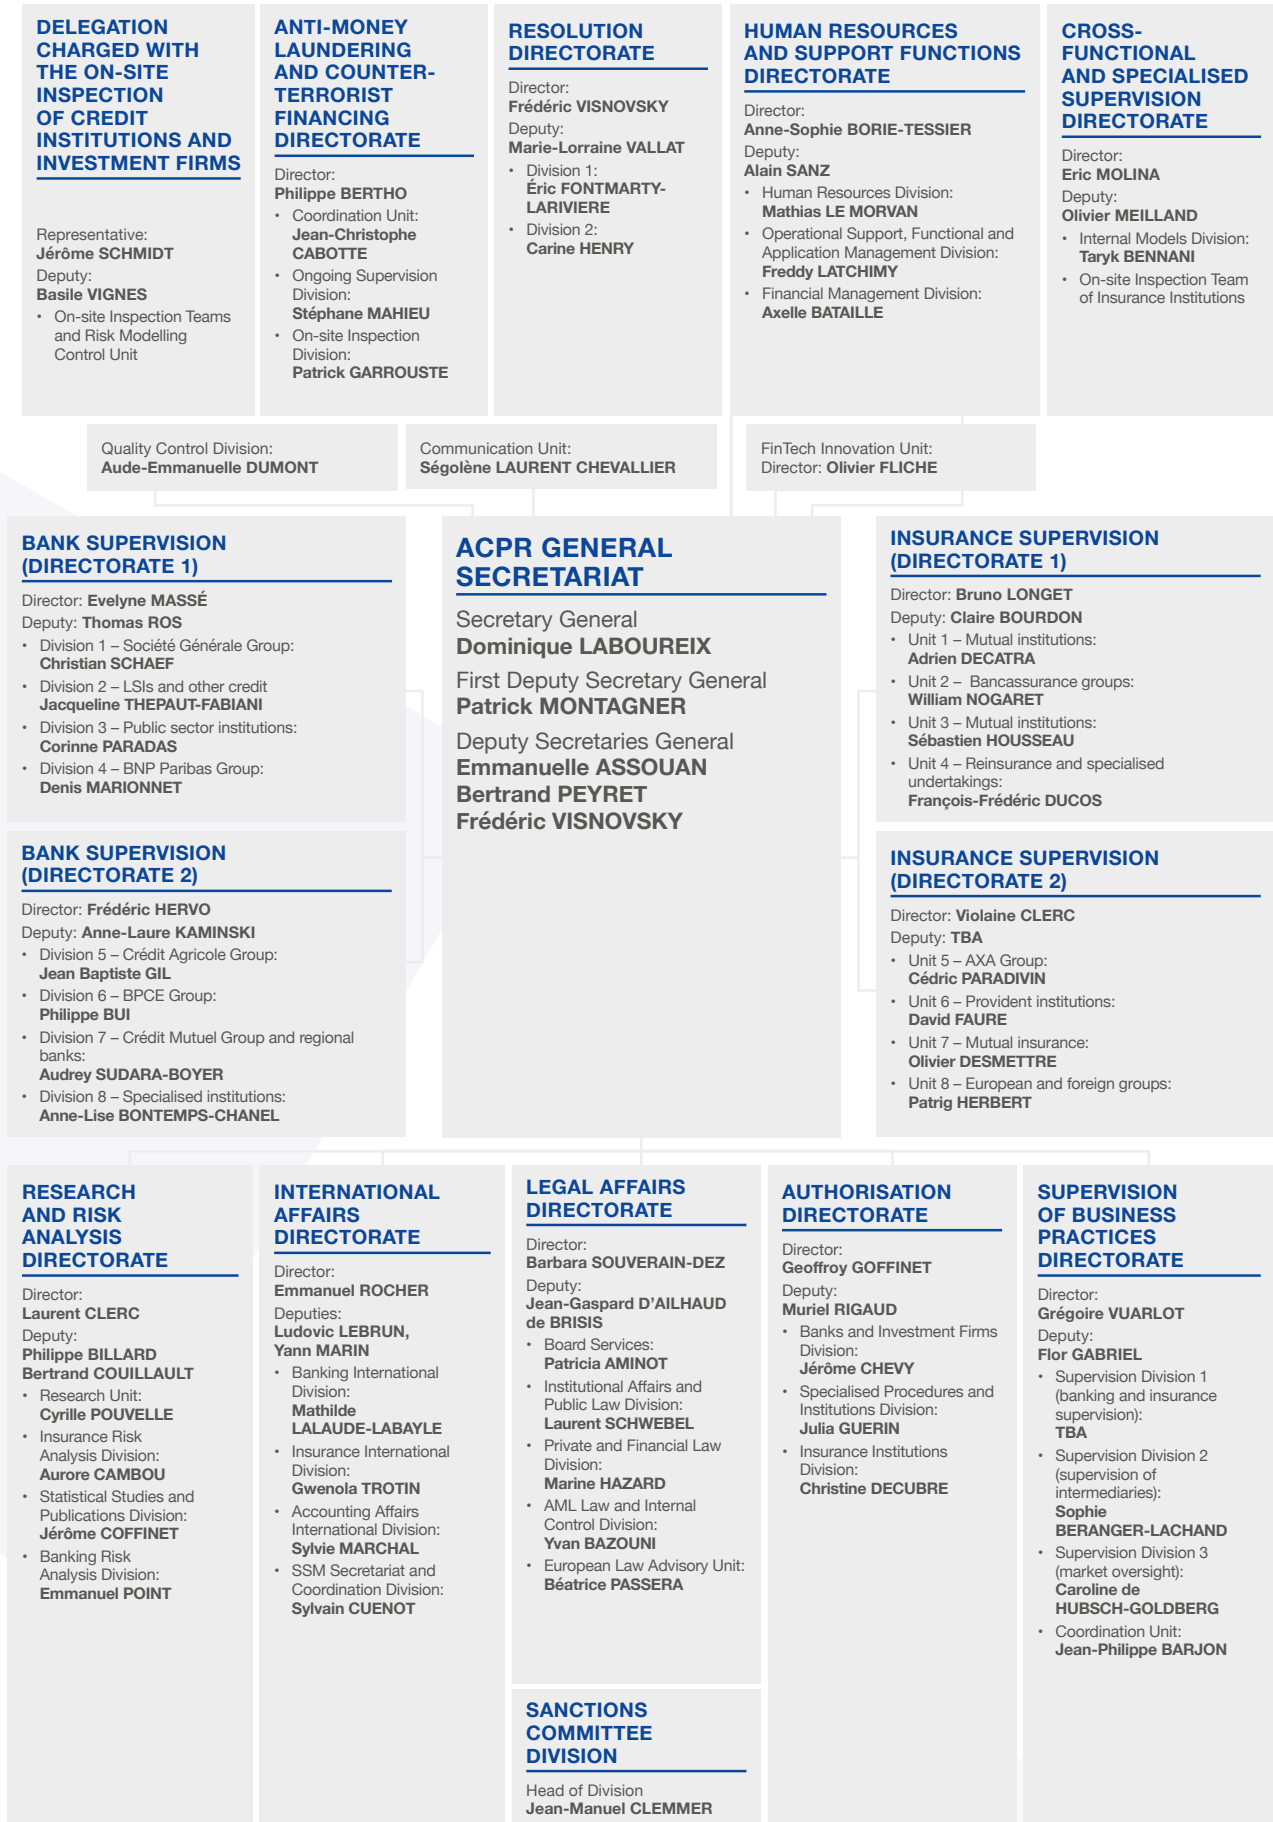 DELEGATION
CHARGED WITH
THE ON-SITE
INSPECTION
OF CREDIT
INSTITUTIONS AND
INVESTMENT FIRMS
Representative:
Jérôme SCHMIDT
Deputy:
Basile VIGNES
• On-site Inspection Teams
and Risk Modelling
Control Unit
ANTI-MONEY
LAUNDERING
AND COUNTER-
TERRORIST
FINANCING
DIRECTORATE
Director:
Philippe BERTHO
• Coordination Unit:
Jean-Christophe
CABOTTE
• Ongoing Supervision
Division:
Stéphane MAHIEU
• On-site Inspection
Division:
Patrick GARROUSTE
RESOLUTION
DIRECTORATE
Director:
Frédéric VISNOVSKY
Deputy:
Marie-Lorraine VALLAT
• Division 1:
Éric FONTMARTY-
LARIVIERE
• Division 2:
Carine HENRY
HUMAN RESOURCES
AND SUPPORT FUNCTIONS
DIRECTORATE
Director:
Anne-Sophie BORIE-TESSIER
Deputy:
Alain SANZ
• Human Resources Division:
Mathias LE MORVAN
• Operational Support, Functional and
Application Management Division:
Freddy LATCHIMY
• Financial Management Division:
Axelle BATAILLE
CROSS-
FUNCTIONAL
AND SPECIALISED
SUPERVISION
DIRECTORATE
Director:
Eric MOLINA
Deputy:
Olivier MEILLAND
• Internal Models Division:
Taryk BENNANI
• On-site Inspection Team
of Insurance Institutions
Quality Control Division:
Aude-Emmanuelle DUMONT
Communication Unit:
Ségolène LAURENT CHEVALLIER
FinTech Innovation Unit:
Director: Olivier FLICHE
BANK SUPERVISION
(DIRECTORATE 1)
Director: Evelyne MASSÉ
Deputy: Thomas ROS
• Division 1 – Société Générale Group:
Christian SCHAEF
• Division 2 – LSIs and other credit
Jacqueline THEPAUT-FABIANI
• Division 3 – Public sector institutions:
Corinne PARADAS
• Division 4 – BNP Paribas Group:
Denis MARIONNET
BANK SUPERVISION
(DIRECTORATE 2)
Director: Frédéric HERVO
Deputy: Anne-Laure KAMINSKI
• Division 5 – Crédit Agricole Group:
Jean Baptiste GIL
• Division 6 – BPCE Group:
Philippe BUI
• Division 7 – Crédit Mutuel Group and regional
banks:
Audrey SUDARA-BOYER
• Division 8 – Specialised institutions:
Anne-Lise BONTEMPS-CHANEL
ACPR GENERAL
SECRETARIAT
Secretary General
Dominique LABOUREIX
First Deputy Secretary General
Patrick MONTAGNER
Deputy Secretaries General
Emmanuelle ASSOUAN
Bertrand PEYRET
Frédéric VISNOVSKY
INSURANCE SUPERVISION
(DIRECTORATE 1)
Director: Bruno LONGET
Deputy: Claire BOURDON
• Unit 1 – Mutual institutions:
Adrien DECATRA
• Unit 2 – Bancassurance groups:
William NOGARET
• Unit 3 – Mutual institutions:
Sébastien HOUSSEAU
• Unit 4 – Reinsurance and specialised
undertakings:
François-Frédéric DUCOS
INSURANCE SUPERVISION
(DIRECTORATE 2)
Director: Violaine CLERC
Deputy: TBA
• Unit 5 – AXA Group:
Cédric PARADIVIN
• Unit 6 – Provident institutions:
David FAURE
• Unit 7 – Mutual insurance:
Olivier DESMETTRE
• Unit 8 – European and foreign groups:
Patrig HERBERT
RESEARCH
AND RISK
ANALYSIS
DIRECTORATE
Director:
Laurent CLERC
Deputy:
Philippe BILLARD
Bertrand COUILLAULT
• Research Unit:
Cyrille POUVELLE
• Insurance Risk
Analysis Division:
Aurore CAMBOU
• Statistical Studies and
Publications Division:
Jérôme COFFINET
• Banking Risk
Analysis Division:
Emmanuel POINT
INTERNATIONAL
AFFAIRS
DIRECTORATE
Director:
Emmanuel ROCHER
Deputies:
Ludovic LEBRUN,
Yann MARIN
• Banking International
Division:
Mathilde
LALAUDE-LABAYLE
• Insurance International
Division:
Gwenola TROTIN
• Accounting Affairs
International Division:
Sylvie MARCHAL
• SSM Secretariat and
Coordination Division:
Sylvain CUENOT
LEGAL AFFAIRS
DIRECTORATE
Director:
Barbara SOUVERAIN-DEZ
Deputy:
Jean-Gaspard D'AILHAUD
de BRISIS
• Board Services:
Patricia AMINOT
• Institutional Affairs and
Public Law Division:
Laurent SCHWEBEL
• Private and Financial Law
Division:
Marine HAZARD
• AML Law and Internal
Control Division:
Yvan BAZOUNI
• European Law Advisory Unit:
Béatrice PASSERA
SANCTIONS
COMMITTEE
DIVISION
Head of Division
Jean-Manuel CLEMMER
AUTHORISATION
DIRECTORATE
Director:
Geoffroy GOFFINET
Deputy:
Muriel RIGAUD
• Banks and Investment Firms
Division:
Jérôme CHEVY
• Specialised Procedures and
Institutions Division:
Julia GUERIN
• Insurance Institutions
Division:
Christine DECUBRE
SUPERVISION
OF BUSINESS
PRACTICES
DIRECTORATE
Director:
Grégoire VUARLOT
Deputy:
Flor GABRIEL
• Supervision Division 1
(banking and insurance
supervision):
TBA
• Supervision Division 2
(supervision of
intermediaries):
Sophie
BERANGER-LACHAND
• Supervision Division 3
(market oversight):
Caroline de
HUBSCH-GOLDBERG
• Coordination Unit:
Jean-Philippe BARJON